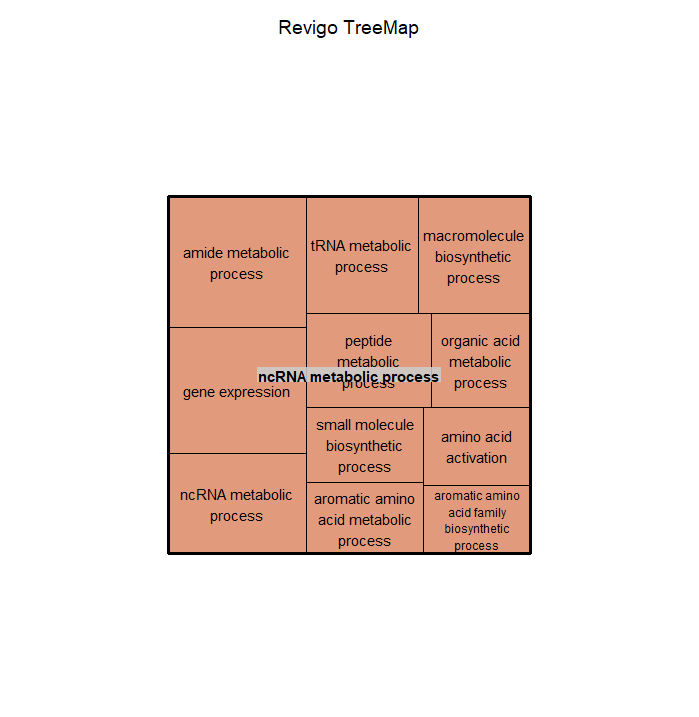 Revigo TreeMap
amide metabolic
process
tRNA metabolic
process
macromolecule
biosynthetic
process
gene expression
peptide
metabolic
process
organic acid
metabolic
process
ncRNA metabolic process
small molecule
biosynthetic
process
amino acid
activation
ncRNA metabolic
process
aromatic amino
acid metabolic
process
aromatic amino
acid family
biosynthetic
process